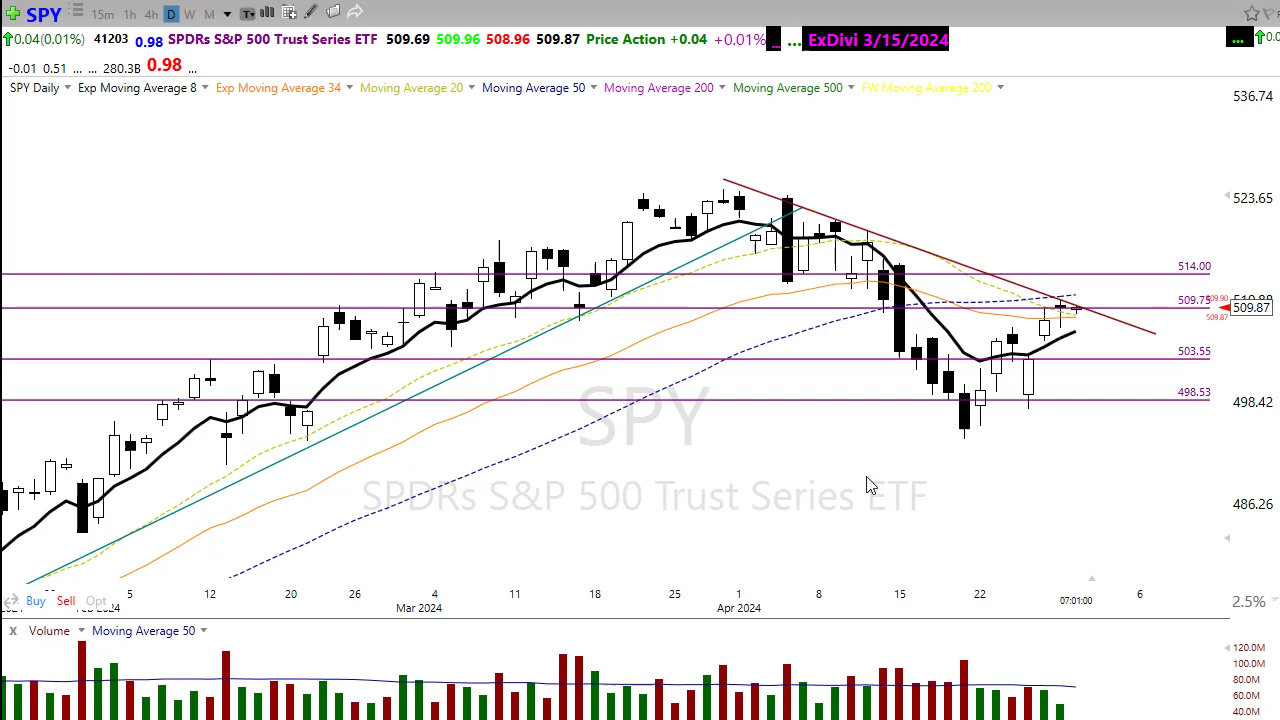 SPY 15m 1h 4h D W M
0.04(0.01%) 41203 0.98 SPDRs S&P 500 Trust Series ETF 509.69 509.96 508.96 509.87 Price Action +0.04 +0.01% ... ... ExDivi 3/15/2024 ...
-0.01 0.51 ... ... 280.3B 0.98 ...
SPY Daily Exp Moving Average 8 Exp Moving Average 34 Moving Average 20 Moving Average 50 Moving Average 200 Moving Average 500 FW Moving Average 200
536.74
523.65
514.00
509.75 509.90
509.87 509.87
503.55
498.53
498.42
SPY
SPDRs S&P 500 Trust Series ETF
486.26
5 12 20 26 4 11 18 25 1 8 15 22 07:01:00 6
Buy Sell Opt 2.5%
Mar 2024 Apr 2024
X Volume Moving Average 50
120.0M
100.0M
80.0M
60.0M
40.0M